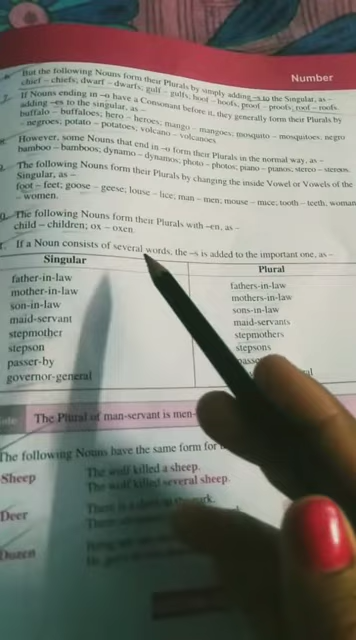 Number
But the following Nouns form their Plurals by simply adding –s to the Singular, as –
chief – chiefs; dwarf – dwarfs; gulf – gulfs, hoof – hoofs; proof – proofs; roof – roofs.
If Nouns ending in –o have a Consonant before it, they generally form their Plurals by
adding –es to the singular, as –
buffalo – buffaloes; hero – heroes; mango – mangoes; mosquito – mosquitoes; negro
– negroes; potato – potatoes; volcano – volcanoes
However, some Nouns that end in –o form their Plurals in the normal way, as –
bamboo – bamboos; dynamo – dynamos; photo – photos; piano – pianos; stereo – stereos.
The following Nouns form their Plurals by changing the inside Vowel or Vowels of the
Singular, as –
foot – feet; goose – geese; louse – lice; man – men; mouse – mice; tooth – teeth, woman
– women.
The following Nouns form their Plurals with –en, as –
child – children; ox – oxen.
If a Noun consists of several words, the –s is added to the important one, as –
Singular Plural
father-in-law fathers-in-law
mother-in-law mothers-in-law
son-in-law sons-in-law
maid-servant maid-servants
stepmother stepmothers
stepson stepsons
passer-by
governor-general
The Plural of man-servant is men-
The following Nouns have the same form for
Sheep The wolf killed a sheep.
The wolf killed several sheep.
Deer There is a deer in the park.
There
Dozen